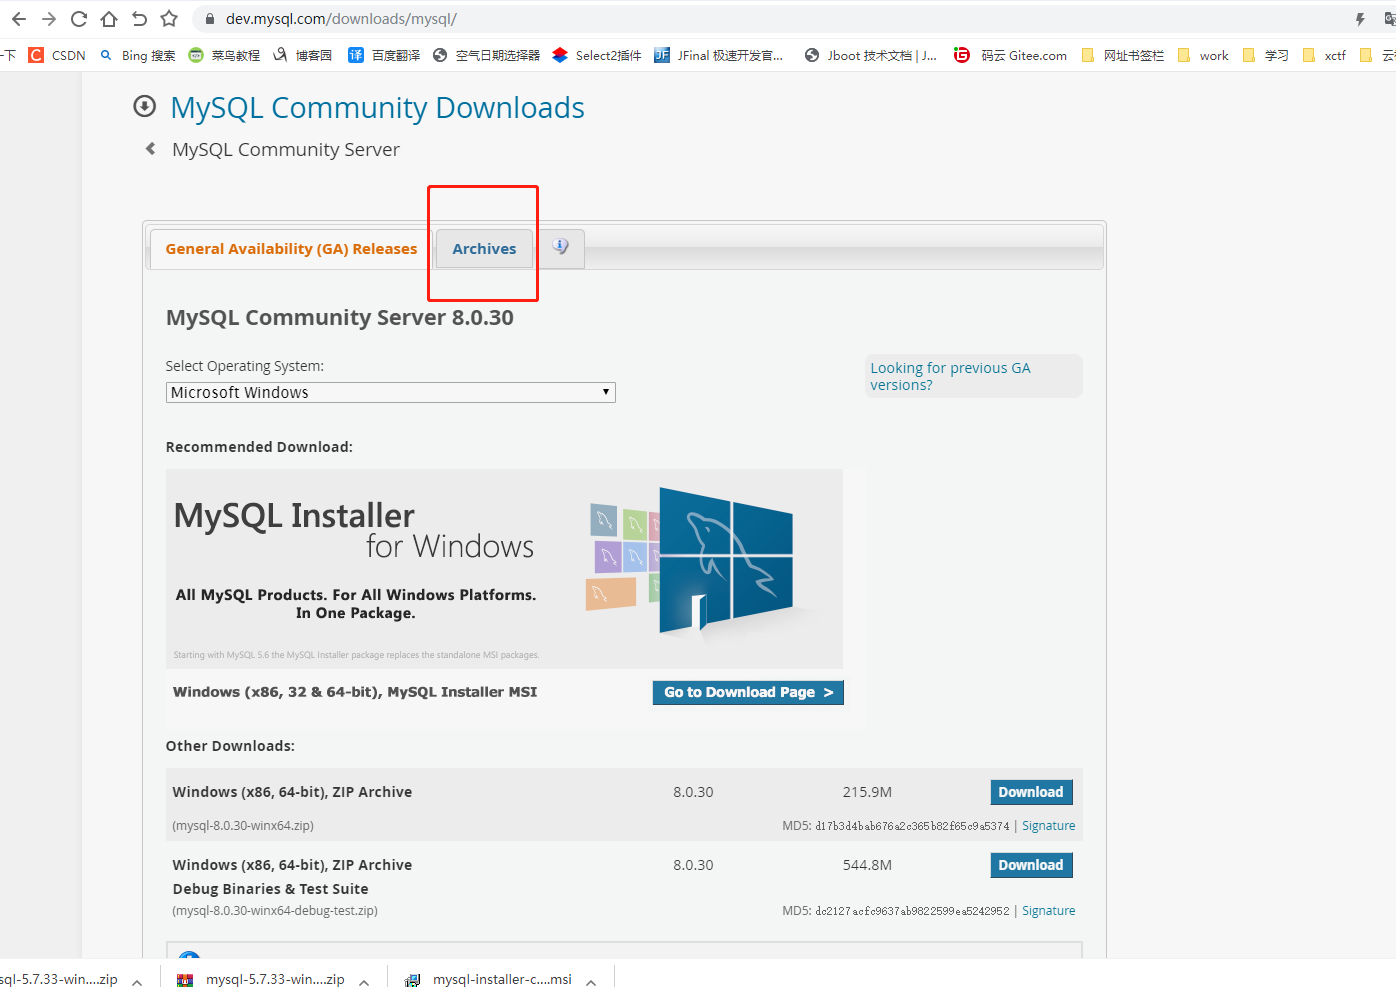 dev.mysql.com/downloads/mysql/
一下 CSDN Bing 搜索 菜鸟教程 博客园 百度翻译 空气日期选择器 Select2插件 JFinal 极速开发官... Jboot 技术文档 | J... 码云 Gitee.com 网址书签栏 work 学习 xctf 云
MySQL Community Downloads
MySQL Community Server
General Availability (GA) Releases Archives
MySQL Community Server 8.0.30
Select Operating System:
Looking for previous GA
versions?
Microsoft Windows
Recommended Download:
MySQL Installer
for Windows
All MySQL Products. For All Windows Platforms.
In One Package.
Starting with MySQL 5.6 the MySQL Installer package replaces the standalone MSI packages.
Windows (x86, 32 & 64-bit), MySQL Installer MSI Go to Download Page >
Other Downloads:
Windows (x86, 64-bit), ZIP Archive 8.0.30 215.9M Download
(mysql-8.0.30-winx64.zip) MD5: d17b3d4bab676a2c365b82f65c9a5374 | Signature
Windows (x86, 64-bit), ZIP Archive 8.0.30 544.8M Download
Debug Binaries & Test Suite
(mysql-8.0.30-winx64-debug-test.zip) MD5: dc2127acfc9637ab9822599ea5242952 | Signature
sql-5.7.33-win....zip mysql-5.7.33-win....zip mysql-installer-c....msi